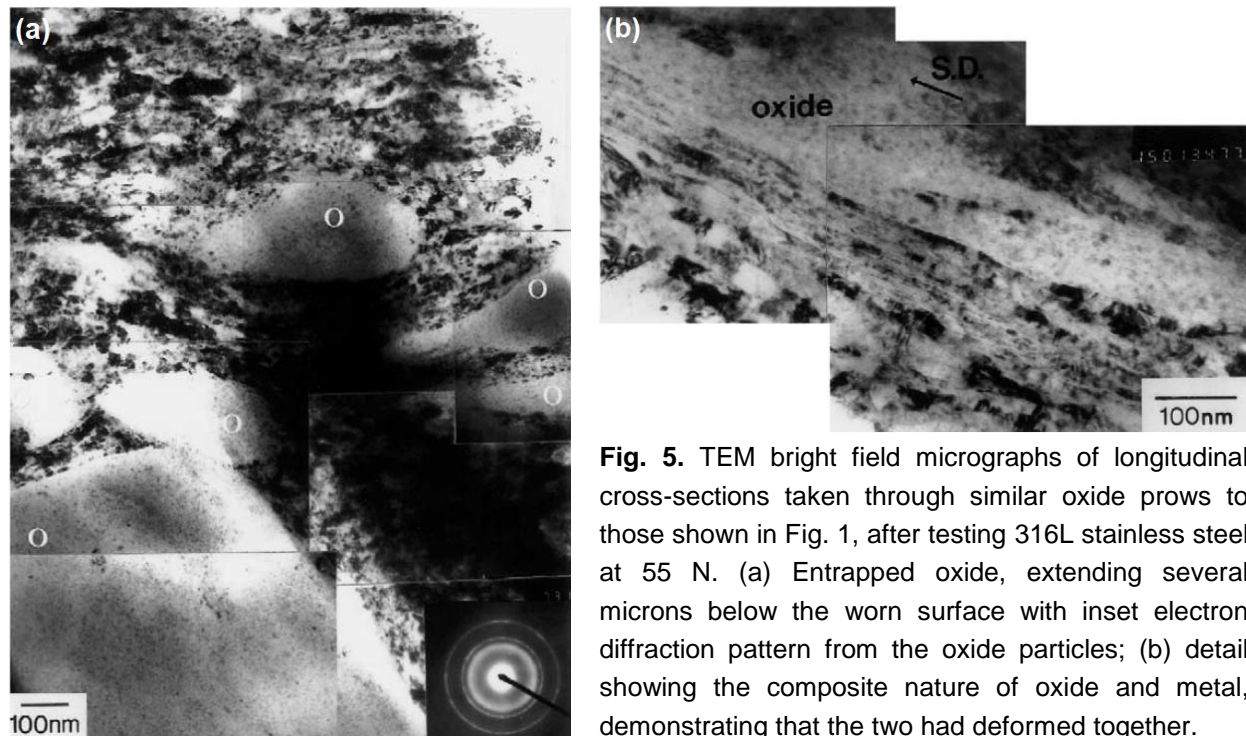 (a)
O
O
O
O
O
731
100nm
(b)
S.D.
oxide
150.13477
100nm
Fig. 5. TEM bright field micrographs of longitudinal
cross-sections taken through similar oxide prows to
those shown in Fig. 1, after testing 316L stainless steel
at 55 N. (a) Entrapped oxide, extending several
microns below the worn surface with inset electron
diffraction pattern from the oxide particles; (b) detail
showing the composite nature of oxide and metal,
demonstrating that the two had deformed together.